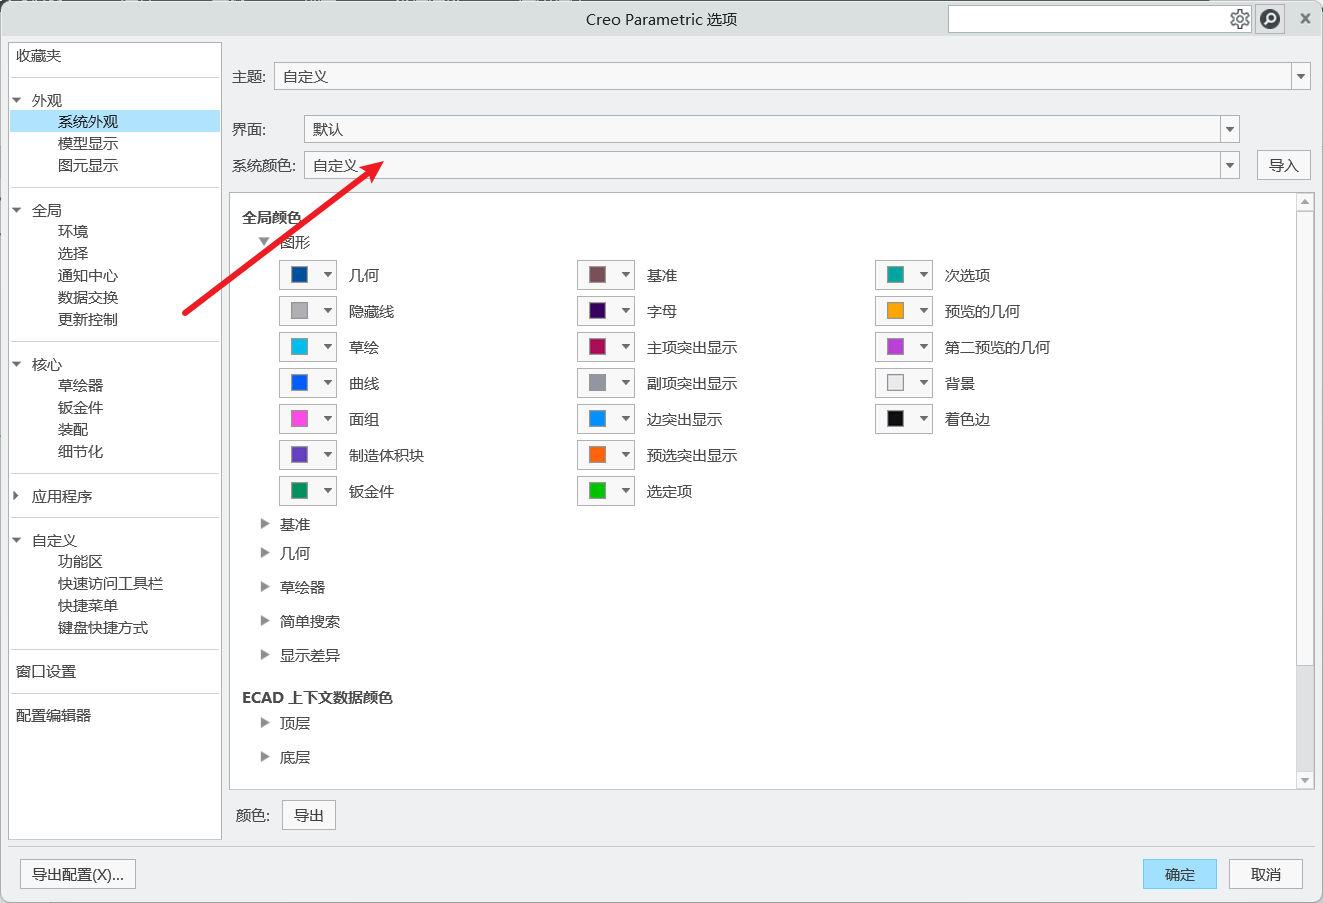 Creo Parametric 选项
收藏夹
外观
系统外观
模型显示
图元显示
全局
环境
选择
通知中心
数据交换
更新控制
核心
草绘器
钣金件
装配
细节化
应用程序
自定义
功能区
快速访问工具栏
快捷菜单
键盘快捷方式
窗口设置
配置编辑器
主题: 自定义
界面: 默认
系统颜色: 自定义 导入
全局颜色
图形
几何 基准 次选项
隐藏线 字母 预览的几何
草绘 主项突出显示 第二预览的几何
曲线 副项突出显示 背景
面组 边突出显示 着色边
制造体积块 预选突出显示
钣金件 选定项
基准
几何
草绘器
简单搜索
显示差异
ECAD 上下文数据颜色
顶层
底层
颜色: 导出
导出配置(X)... 确定 取消